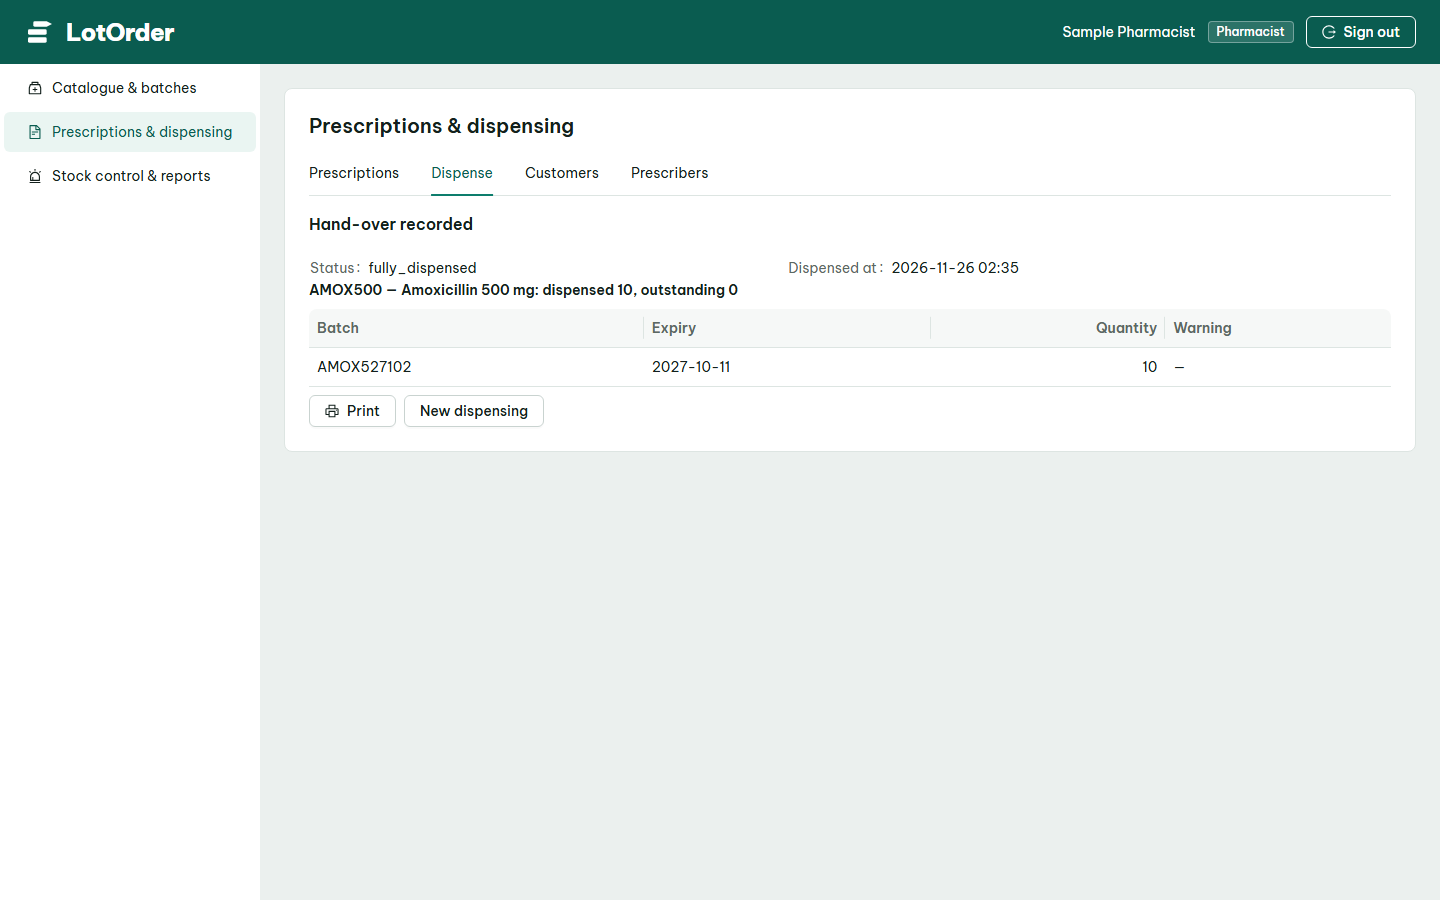 LotOrder
Sample Pharmacist
Pharmacist
Sign out
Catalogue & batches
Prescriptions & dispensing
Stock control & reports
Prescriptions & dispensing
Prescriptions
Dispense
Customers
Prescribers
Hand-over recorded
Status: fully_dispensed
Dispensed at: 2026-11-26 02:35
AMOX500 — Amoxicillin 500 mg: dispensed 10, outstanding 0
Batch Expiry Quantity Warning
AMOX527102 2027-10-11 10 —
Print
New dispensing